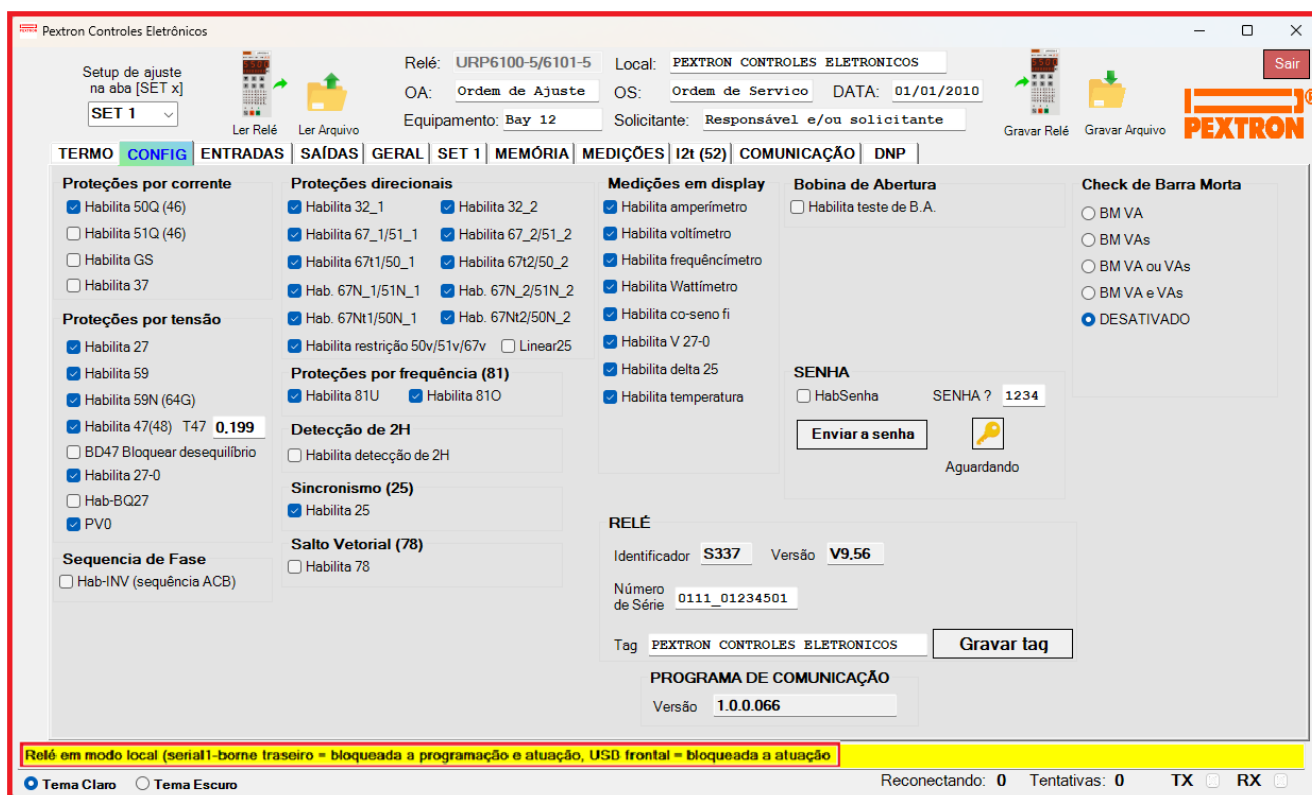 Pextron Controles Eletrônicos
Setup de ajuste
na aba [SET x]
SET 1
Ler Relé
Ler Arquivo
Relé: URP6100-5/6101-5
OA: Ordem de Ajuste
Equipamento: Bay 12
Local: PEXTRON CONTROLES ELETRONICOS
OS: Ordem de Servico DATA: 01/01/2010
Solicitante: Responsável e/ou solicitante
Gravar Relé
Gravar Arquivo
Sair
PEXTRON
TERMO CONFIG ENTRADAS SAÍDAS GERAL SET 1 MEMÓRIA MEDIÇÕES I2t (52) COMUNICAÇÃO DNP
Proteções por corrente
Habilita 50Q (46)
Habilita 51Q (46)
Habilita GS
Habilita 37
Proteções por tensão
Habilita 27
Habilita 59
Habilita 59N (64G)
Habilita 47(48) T47 0,199
BD47 Bloquear desequilíbrio
Habilita 27-0
Hab-BQ27
PV0
Sequencia de Fase
Hab-INV (sequência ACB)
Proteções direcionais
Habilita 32_1 Habilita 32_2
Habilita 67_1/51_1 Habilita 67_2/51_2
Habilita 67t1/50_1 Habilita 67t2/50_2
Hab. 67N_1/51N_1 Hab. 67N_2/51N_2
Hab. 67Nt1/50N_1 Hab. 67Nt2/50N_2
Habilita restrição 50v/51v/67v Linear25
Proteções por frequência (81)
Habilita 81U Habilita 81O
Detecção de 2H
Habilita detecção de 2H
Sincronismo (25)
Habilita 25
Salto Vetorial (78)
Habilita 78
Medições em display
Habilita amperímetro
Habilita voltímetro
Habilita frequêncímetro
Habilita Wattímetro
Habilita co-seno fi
Habilita V 27-0
Habilita delta 25
Habilita temperatura
Bobina de Abertura
Habilita teste de B.A.
SENHA
HabSenha SENHA ? 1234
Enviar a senha
Aguardando
Check de Barra Morta
BM VA
BM VAs
BM VA ou VAs
BM VA e VAs
DESATIVADO
RELÉ
Identificador S337 Versão V9.56
Número
de Série 0111_01234501
Tag PEXTRON CONTROLES ELETRONICOS Gravar tag
PROGRAMA DE COMUNICAÇÃO
Versão 1.0.0.066
Relé em modo local (serial1-borne traseiro = bloqueada a programação e atuação, USB frontal = bloqueada a atuação
Tema Claro Tema Escuro Reconectando: 0 Tentativas: 0 TX RX